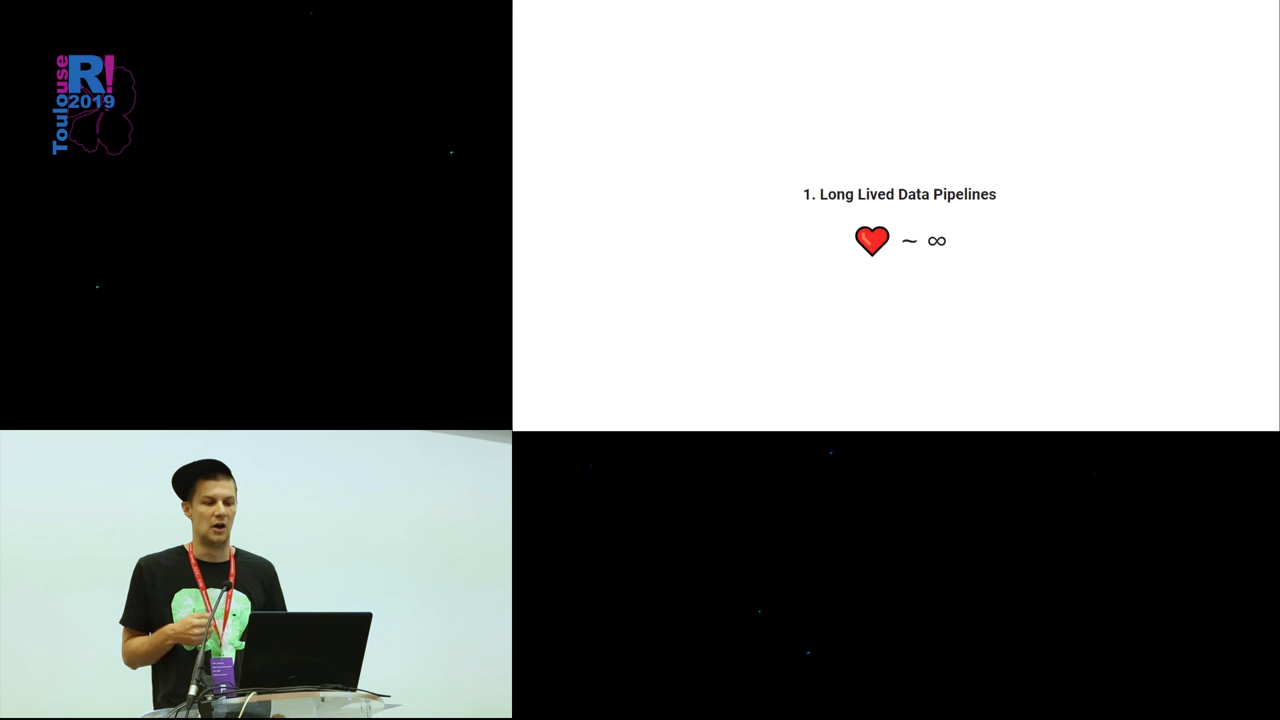 Toulouse
R!
2019
1. Long Lived Data Pipelines
~ ∞